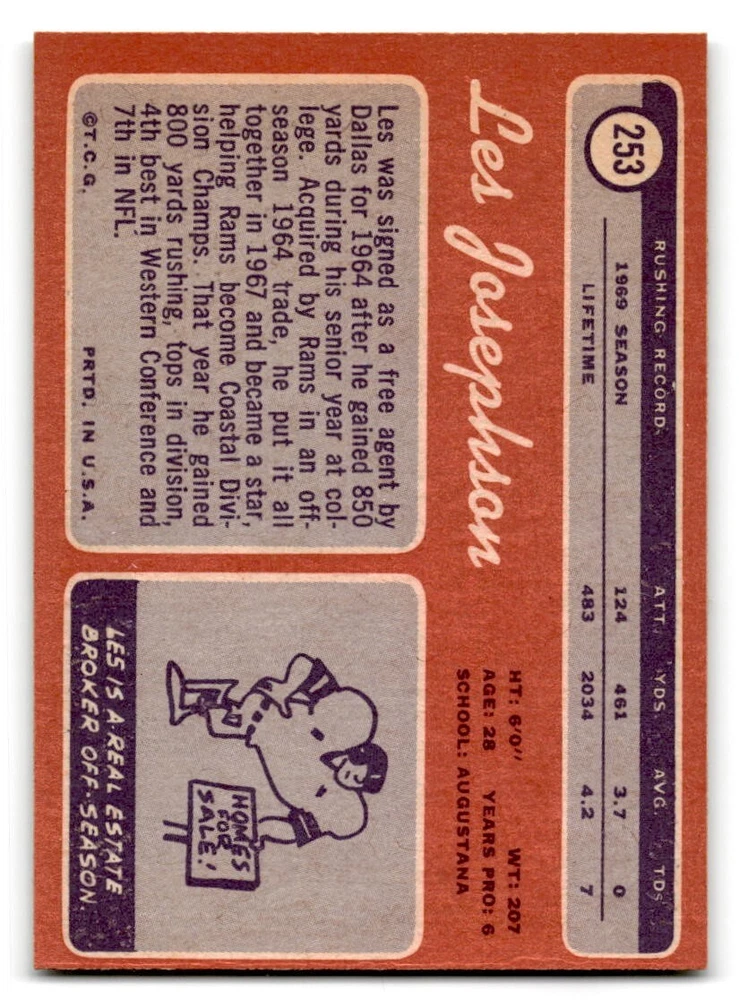 253
RUSHING RECORDS ATT. YDS. AVG. TDS.
1969 SEASON 124 461 3.7 0
LIFETIME 483 2034 4.2 7
Les Josephson
HT: 6'0" WT: 207
AGE: 28 YEARS PRO: 6
SCHOOL: AUGUSTANA
Les was signed as a free agent by
Dallas for 1964 after he gained 850
yards during his senior year at col-
lege. Acquired by Rams in an off-
season 1964 trade, he put it all
together in 1967 and became a star,
helping Rams become Coastal Divi-
sion Champs. That year he gained
800 yards rushing, tops in division,
4th best in Western Conference and
7th in NFL.
©T.C.G. PRTD. IN U.S.A.
HOMES
FOR
SALE!
LES IS A REAL ESTATE
BROKER OFF-SEASON.